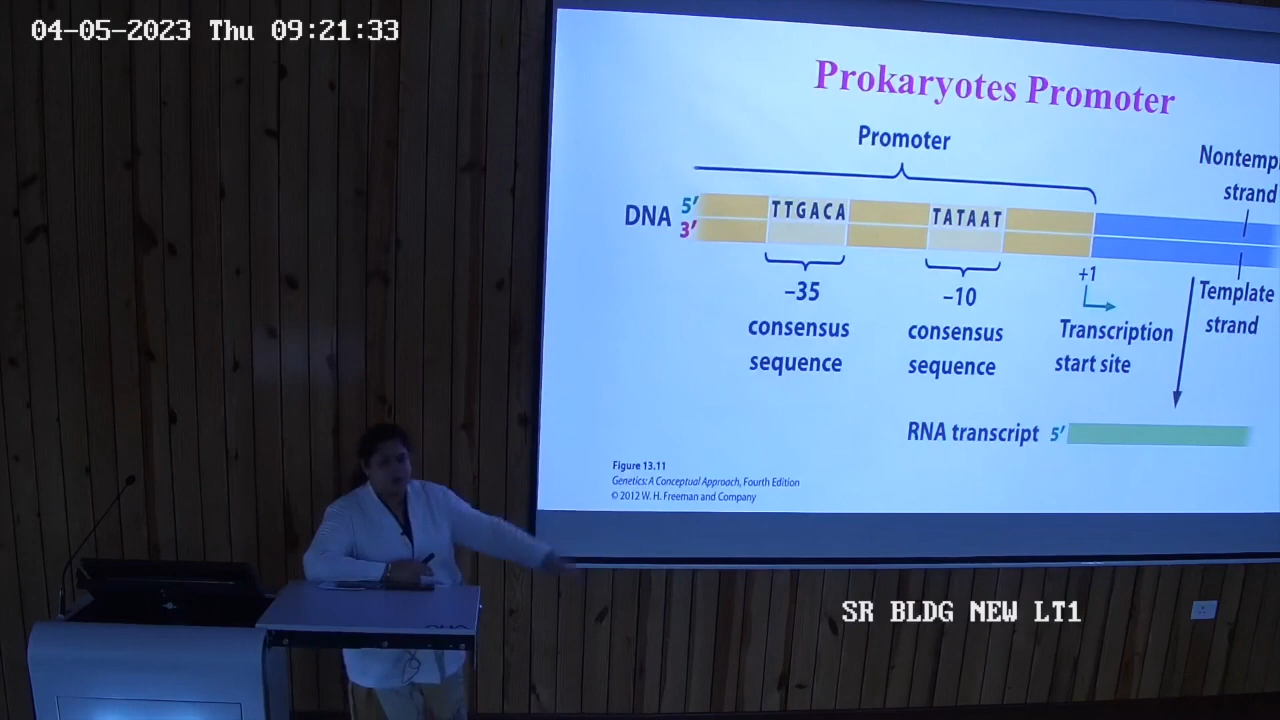 04-05-2023 Thu 09:21:33
Prokaryotes Promoter
Promoter
strand
DNA 5′ TTGACA TATAAT
3′
+1
–35 –10
Template
strand
consensus
sequence
consensus
sequence
Transcription
start site
RNA transcript 5′
Figure 13.11
Genetics: A Conceptual Approach, Fourth Edition
© 2012 W. H. Freeman and Company
SR BLDG NEW LT1